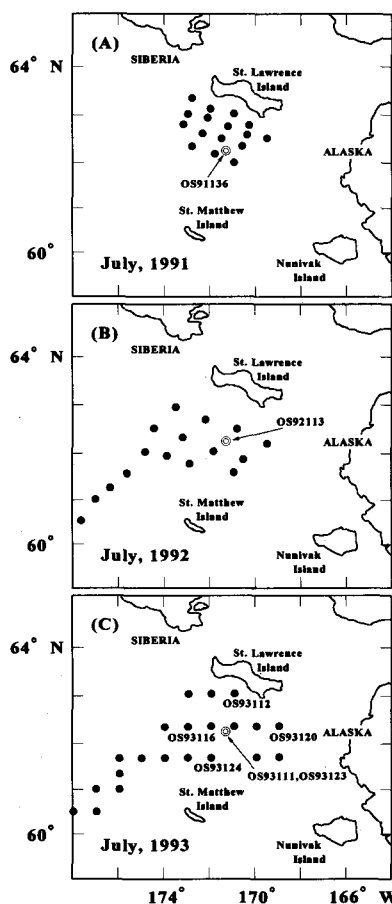 (A)
SIBERIA
64° N
St. Lawrence
Island
ALASKA
OS91136
St. Matthew
Island
60°
July, 1991
Nunivak
Island
(B)
SIBERIA
64° N
St. Lawrence
Island
OS92113
ALASKA
St. Matthew
Island
60°
July, 1992
Nunivak
Island
(C)
SIBERIA
64° N
St. Lawrence
Island
OS93112
ALASKA
OS93116
OS93120
OS93124
OS93111,OS93123
St. Matthew
Island
60°
July, 1993
Nunivak
Island
174° 170° 166° W